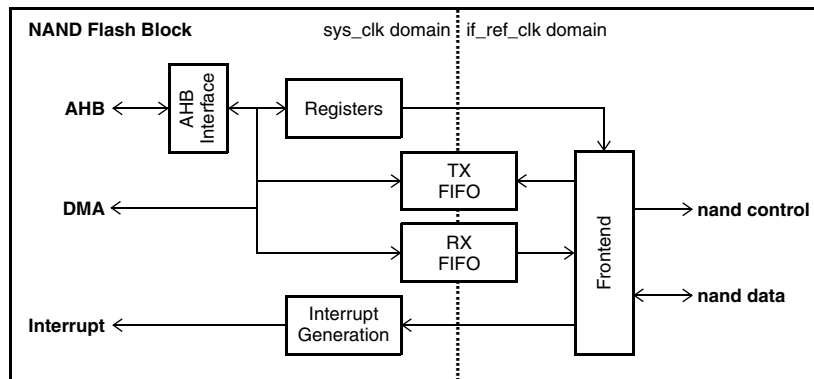 NAND Flash Block
sys_clk domain
if_ref_clk domain
AHB
AHB
Interface
Registers
TX
FIFO
DMA
nand control
RX
FIFO
Frontend
nand data
Interrupt
Interrupt
Generation